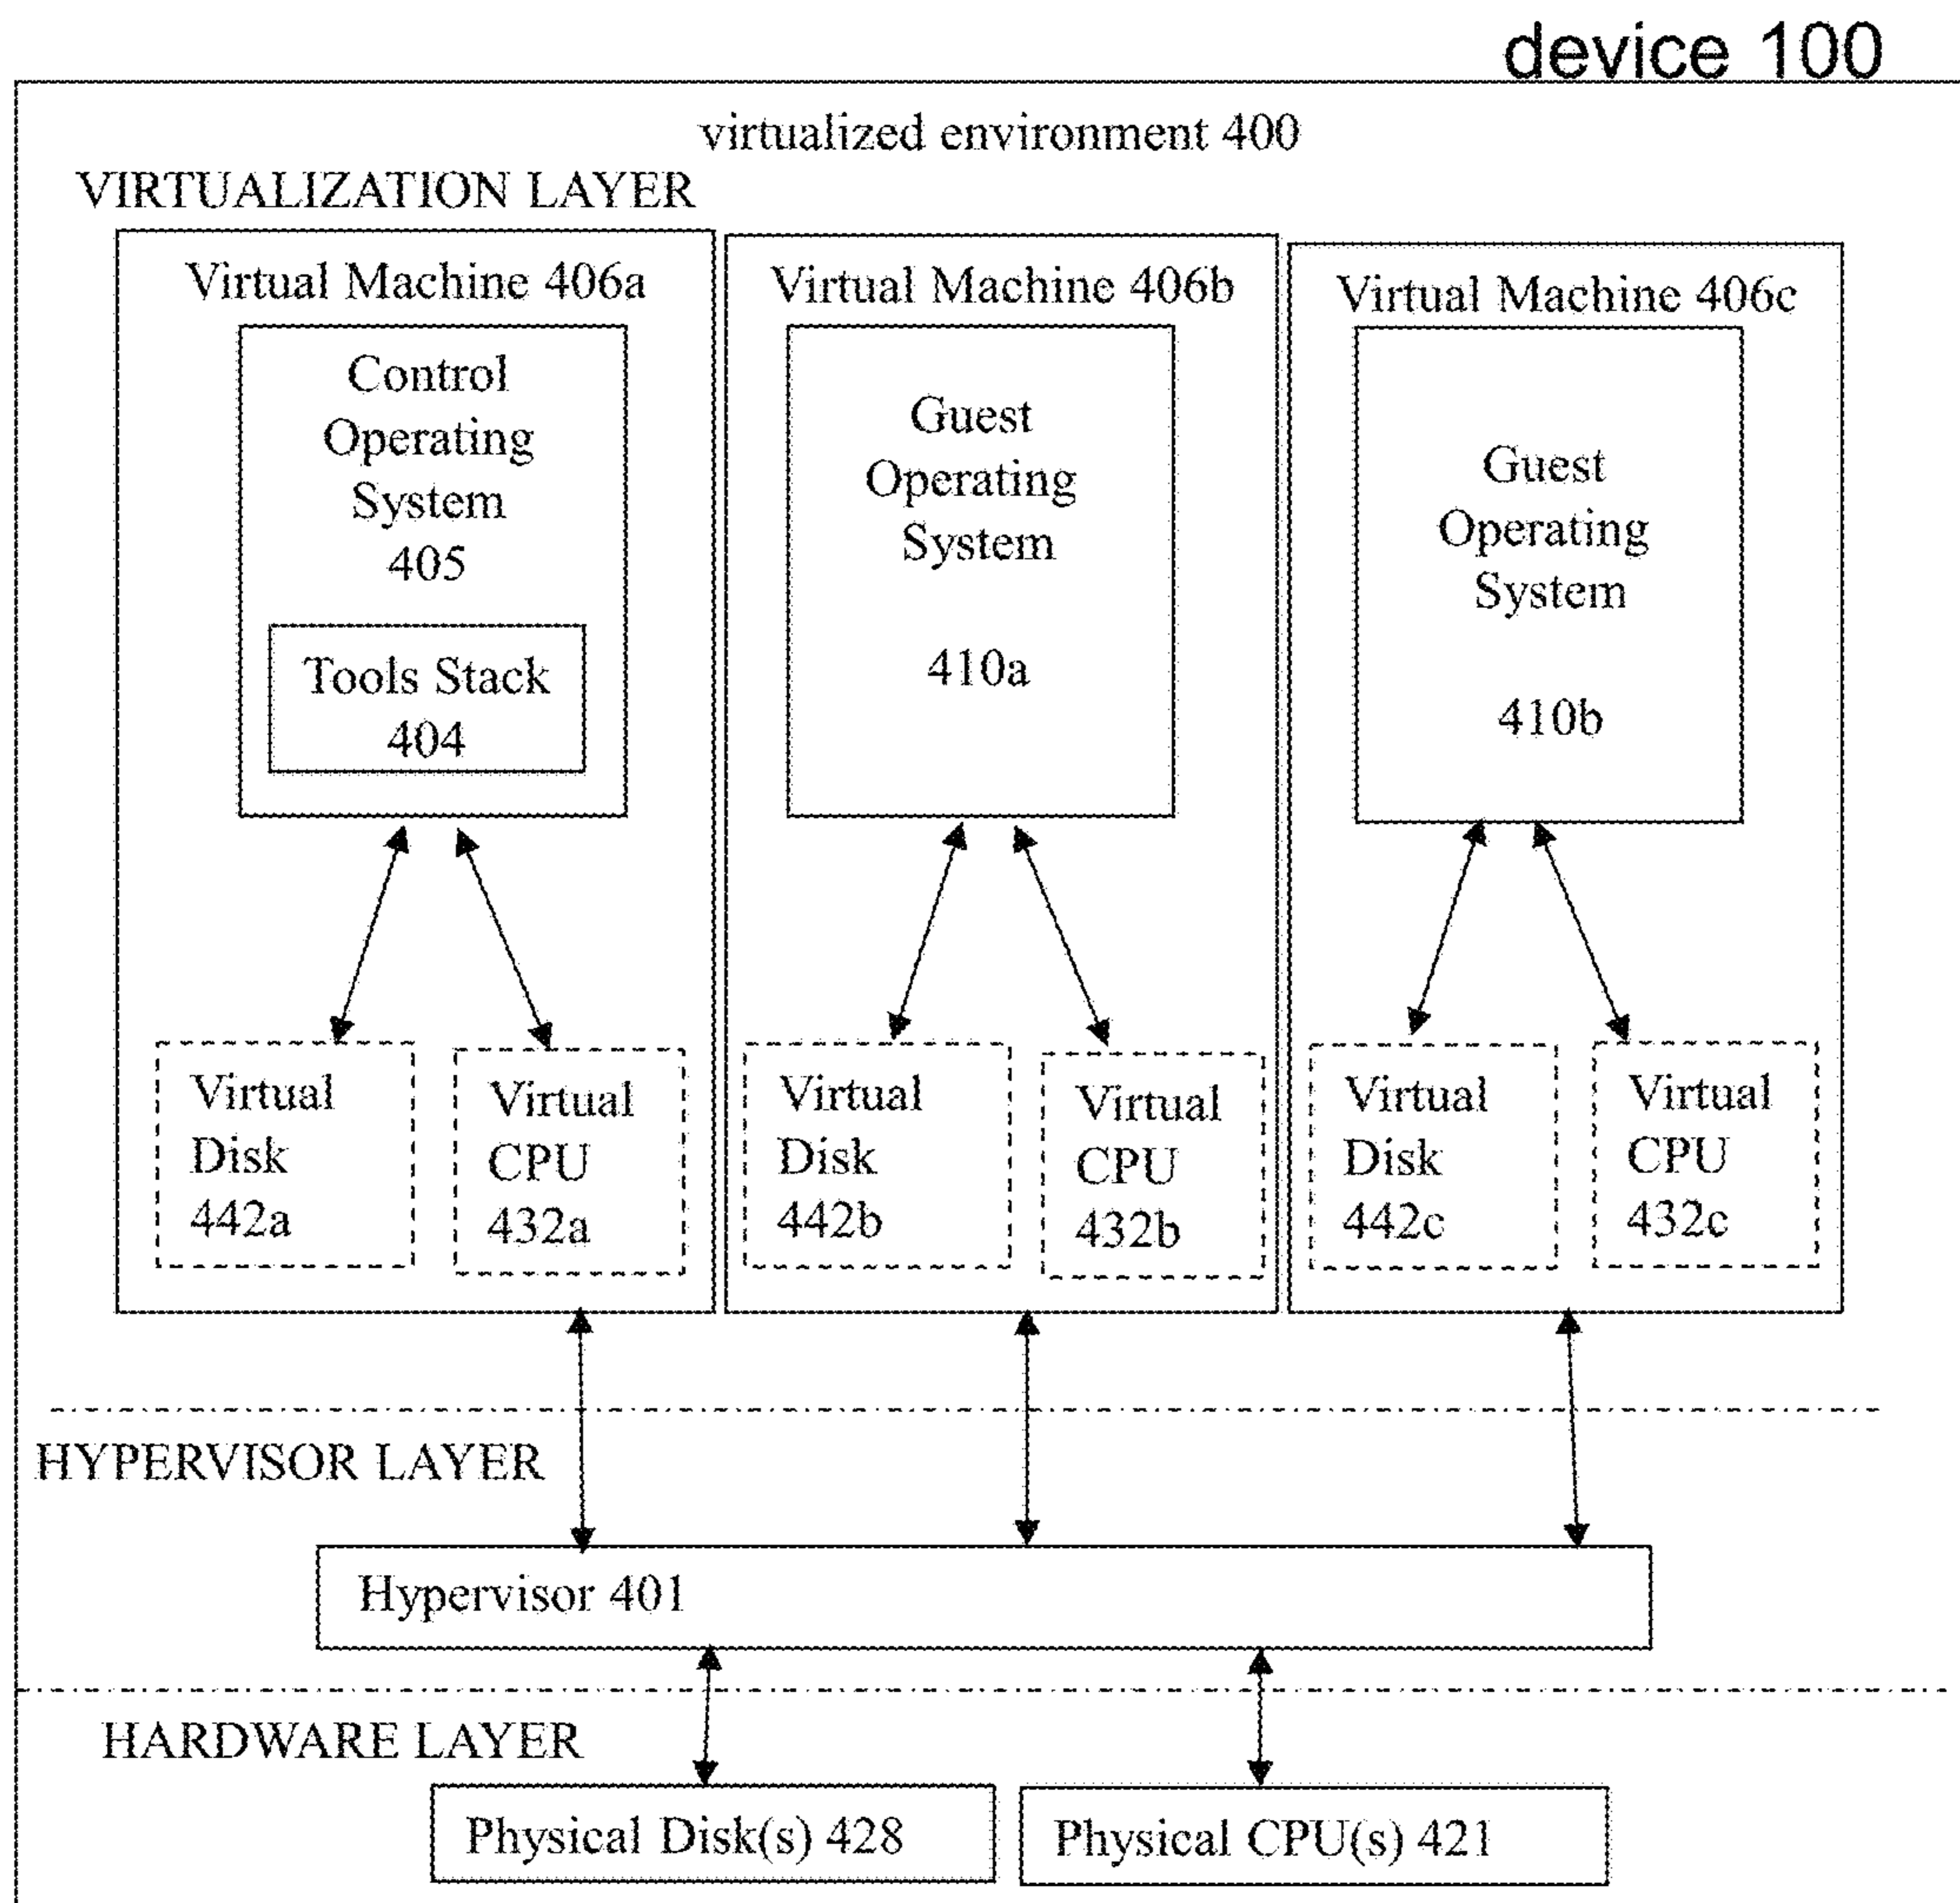 device 100
virtualized environment 400
VIRTUALIZATION LAYER
Virtual Machine 406a
Control
Operating
System
405
Tools Stack
404
Virtual
Disk
442a
Virtual
CPU
432a
Virtual Machine 406b
Guest
Operating
System
410a
Virtual
Disk
442b
Virtual
CPU
432b
Virtual Machine 406c
Guest
Operating
System
410b
Virtual
Disk
442c
Virtual
CPU
432c
HYPERVISOR LAYER
Hypervisor 401
HARDWARE LAYER
Physical Disk(s) 428
Physical CPU(s) 421